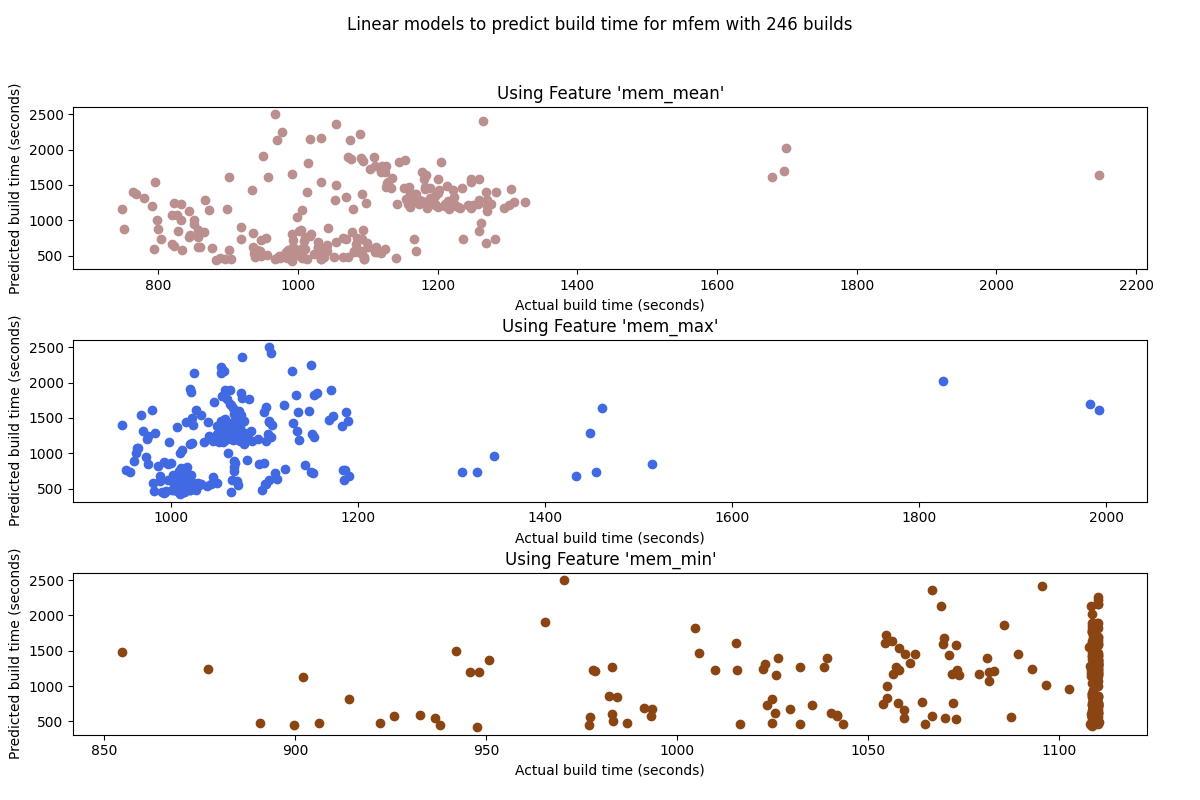 Linear models to predict build time for mfem with 246 builds
Using Feature 'mem_mean'
Predicted build time (seconds)
2500
2000
1500
1000
500
800 1000 1200 1400 1600 1800 2000 2200
Actual build time (seconds)
Using Feature 'mem_max'
Predicted build time (seconds)
2500
2000
1500
1000
500
1000 1200 1400 1600 1800 2000
Actual build time (seconds)
Using Feature 'mem_min'
Predicted build time (seconds)
2500
2000
1500
1000
500
850 900 950 1000 1050 1100
Actual build time (seconds)